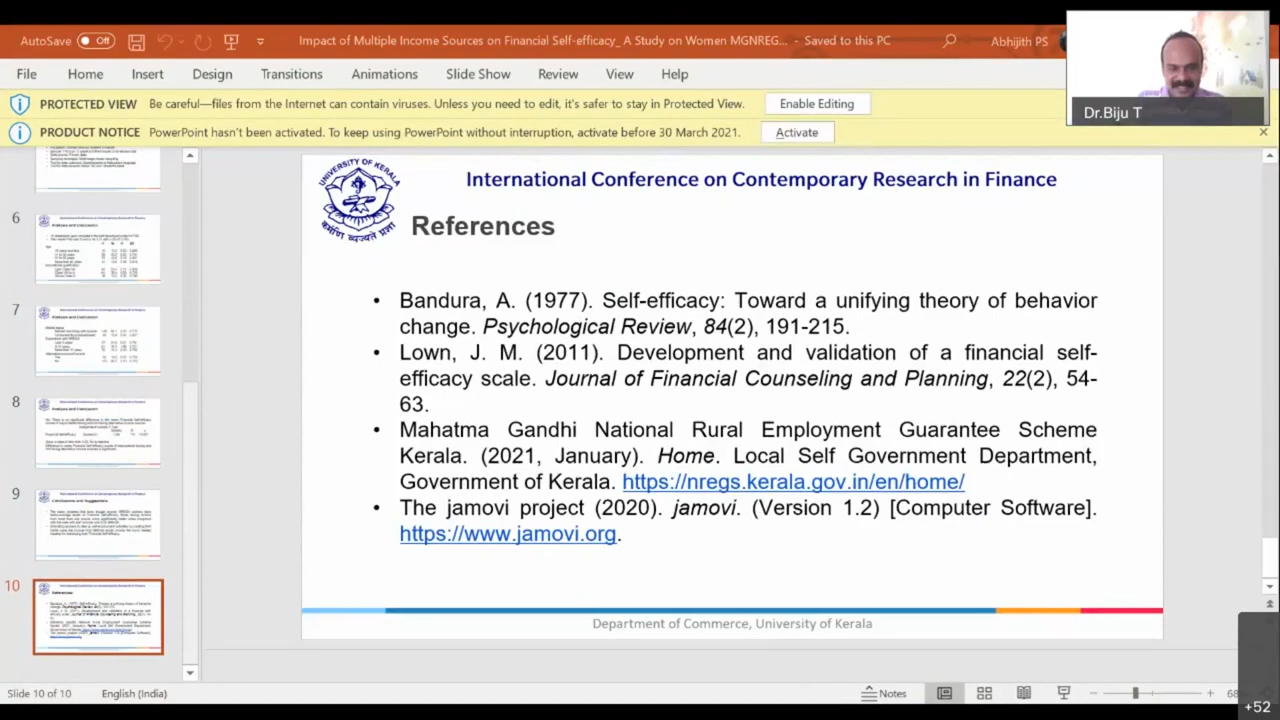 AutoSave Off Impact of Multiple Income Sources on Financial Self-efficacy_ A Study on Women MGNREG... – Saved to this PC Abhijith PS
File Home Insert Design Transitions Animations Slide Show Review View Help
Dr.Biju T
PROTECTED VIEW Be careful—files from the Internet can contain viruses. Unless you need to edit, it's safer to stay in Protected View. Enable Editing
PRODUCT NOTICE PowerPoint hasn't been activated. To keep using PowerPoint without interruption, activate before 30 March 2021. Activate
6
7
8
9
10
UNIVERSITY OF KERALA
कर्मणि व्यज्यते प्रज्ञा
International Conference on Contemporary Research in Finance
References
• Bandura, A. (1977). Self-efficacy: Toward a unifying theory of behavior
change. Psychological Review, 84(2), 191-215.
• Lown, J. M. (2011). Development and validation of a financial self-
efficacy scale. Journal of Financial Counseling and Planning, 22(2), 54-
63.
• Mahatma Gandhi National Rural Employment Guarantee Scheme
Kerala. (2021, January). Home. Local Self Government Department,
Government of Kerala. https://nregs.kerala.gov.in/en/home/
• The jamovi project (2020). jamovi. (Version 1.2) [Computer Software].
https://www.jamovi.org.
Department of Commerce, University of Kerala
Slide 10 of 10 English (India) Notes
+52